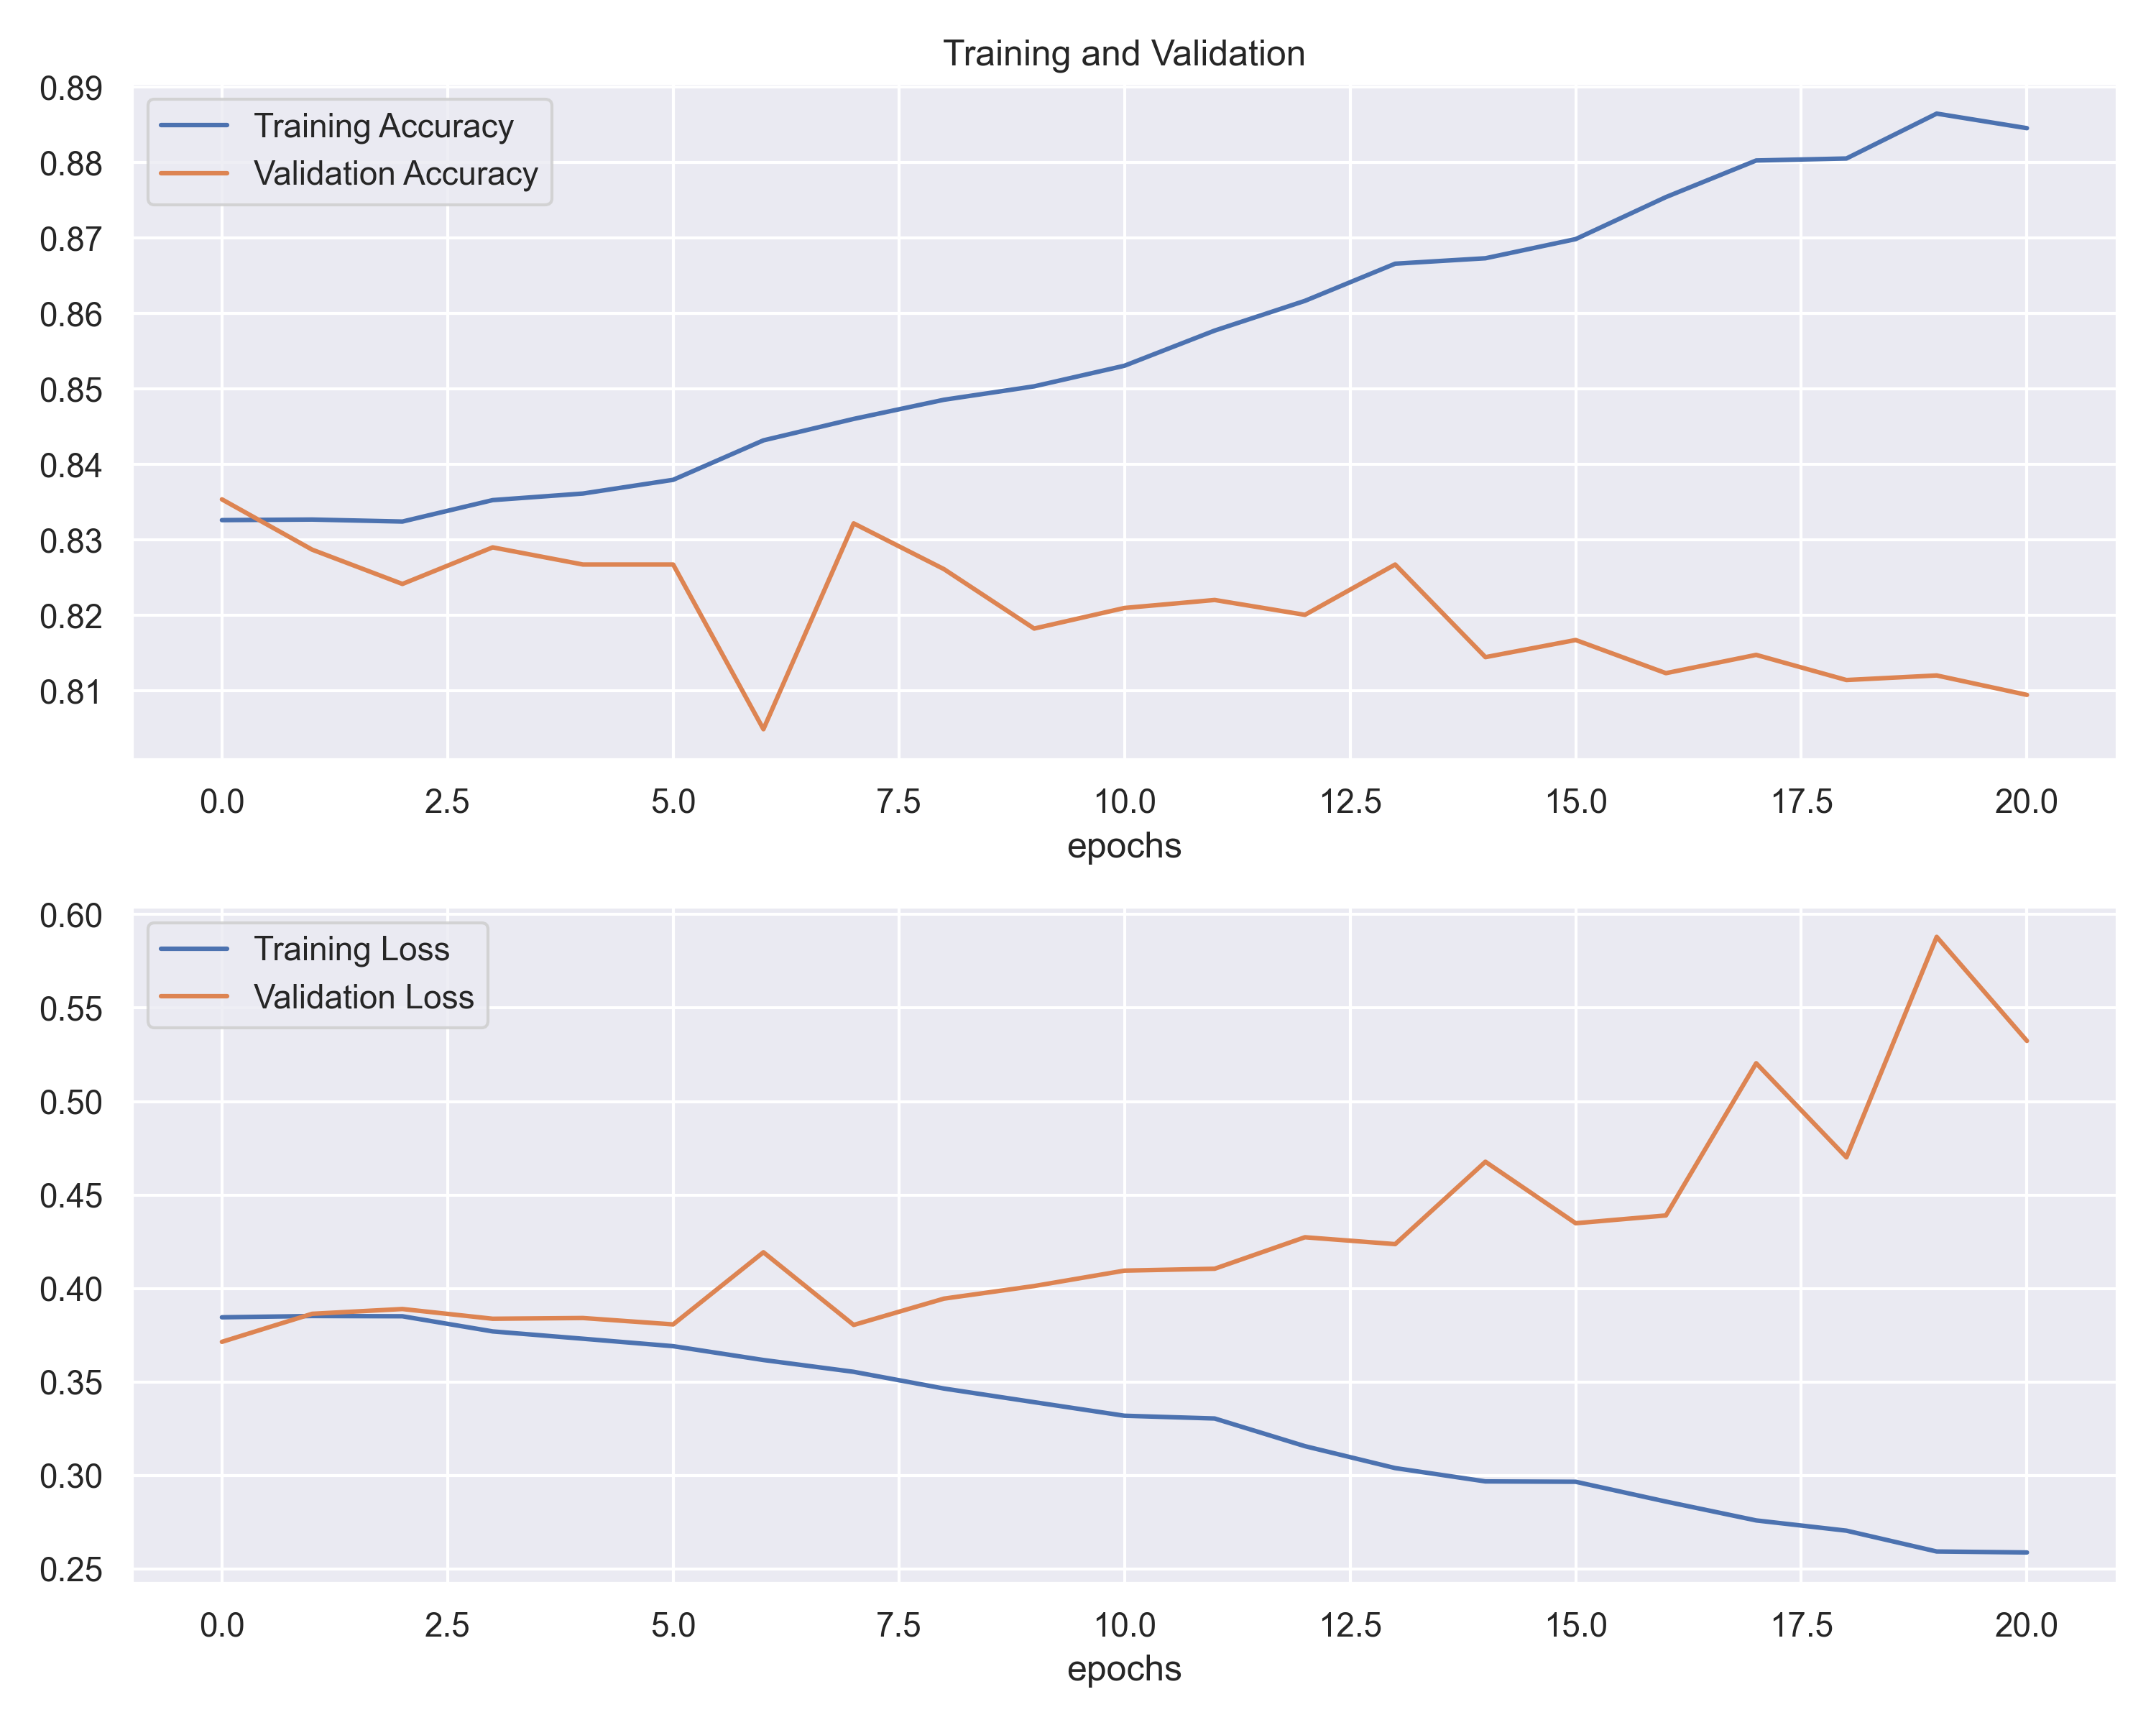 Training and Validation
0.89
Training Accuracy
0.88
Validation Accuracy
0.87
0.86
0.85
0.84
0.83
0.82
0.81
0.0 2.5 5.0 7.5 10.0 12.5 15.0 17.5 20.0
epochs
0.60
Training Loss
Validation Loss
0.55
0.50
0.45
0.40
0.35
0.30
0.25
0.0 2.5 5.0 7.5 10.0 12.5 15.0 17.5 20.0
epochs